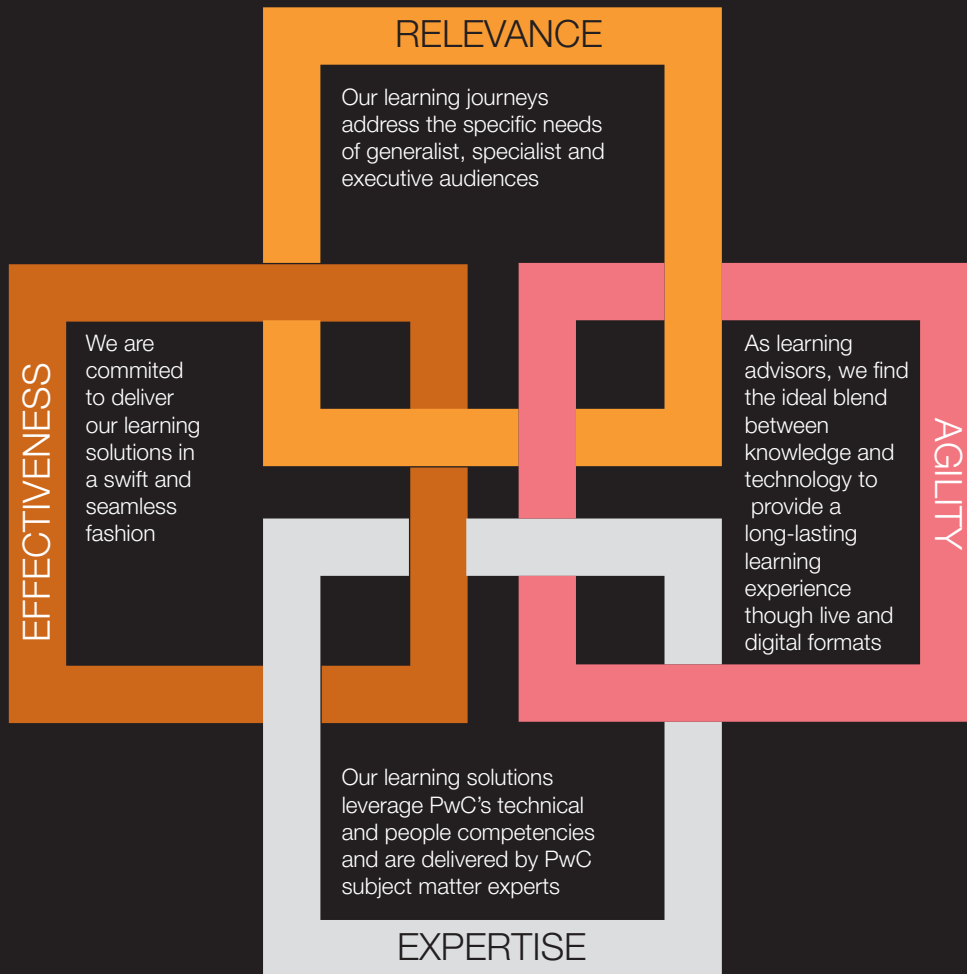 RELEVANCE
Our learning journeys
address the specific needs
of generalist, specialist and
executive audiences
EFFECTIVENESS
We are
commited
to deliver
our learning
solutions in
a swift and
seamless
fashion
As learning
advisors, we find
the ideal blend
between
knowledge and
technology to
provide a
long-lasting
learning
experience
though live and
digital formats
AGILITY
Our learning solutions
leverage PwC’s technical
and people competencies
and are delivered by PwC
subject matter experts
EXPERTISE